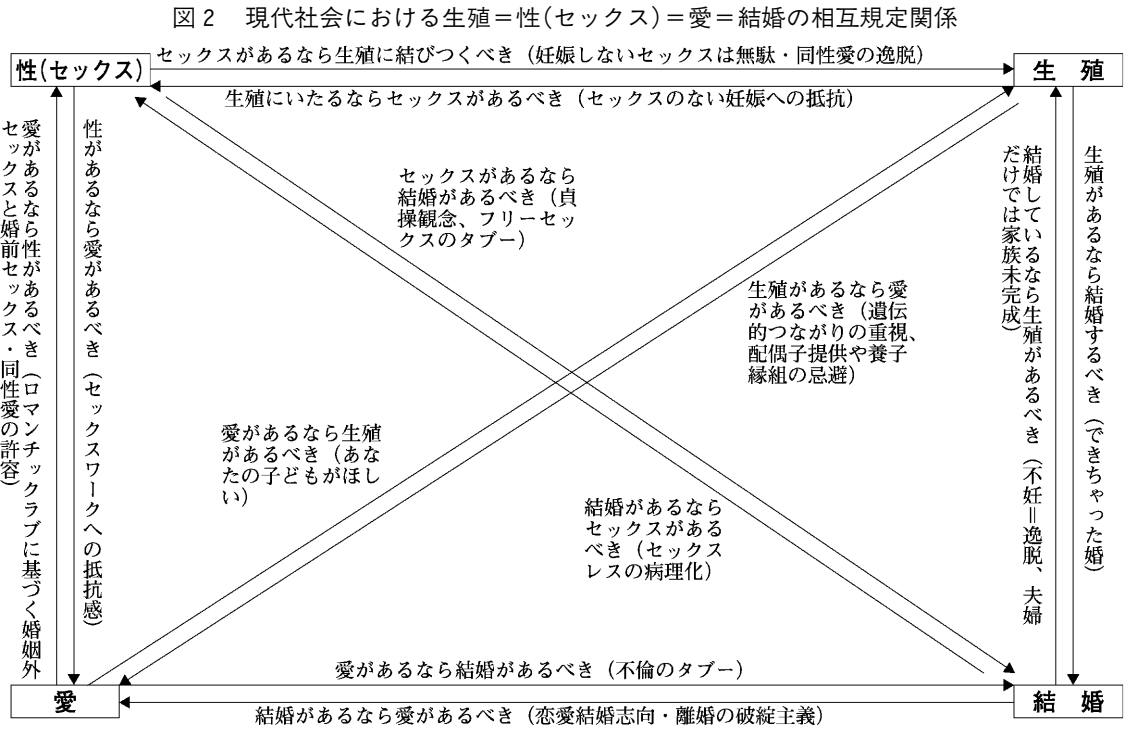 図2 現代社会における生殖＝性(セックス)＝愛＝結婚の相互規定関係
性(セックス)
セックスがあるなら生殖に結びつくべき（妊娠しないセックスは無駄・同性愛の逸脱）
生 殖
生殖にいたるならセックスがあるべき（セックスのない妊娠への抵抗）
愛があるなら性があるべき（ロマンチックラブに基づく婚姻外
セックスと婚前セックス・同性愛の許容）
性があるなら愛があるべき（セックスワークへの抵抗感）
セックスがあるなら
結婚があるべき（貞
操観念、フリーセッ
クスのタブー）
生殖があるなら愛
があるべき（遺伝
的つながりの重視、
配偶子提供や養子
縁組の忌避）
結婚しているなら生殖があるべき（不妊＝逸脱、夫婦
だけでは家族未完成）
生殖があるなら結婚するべき（できちゃった婚）
愛があるなら生殖
があるべき（あな
たの子どもがほし
い）
結婚があるなら
セックスがある
べき（セックス
レスの病理化）
愛があるなら結婚があるべき（不倫のタブー）
愛
結 婚
結婚があるなら愛があるべき（恋愛結婚志向・離婚の破綻主義）